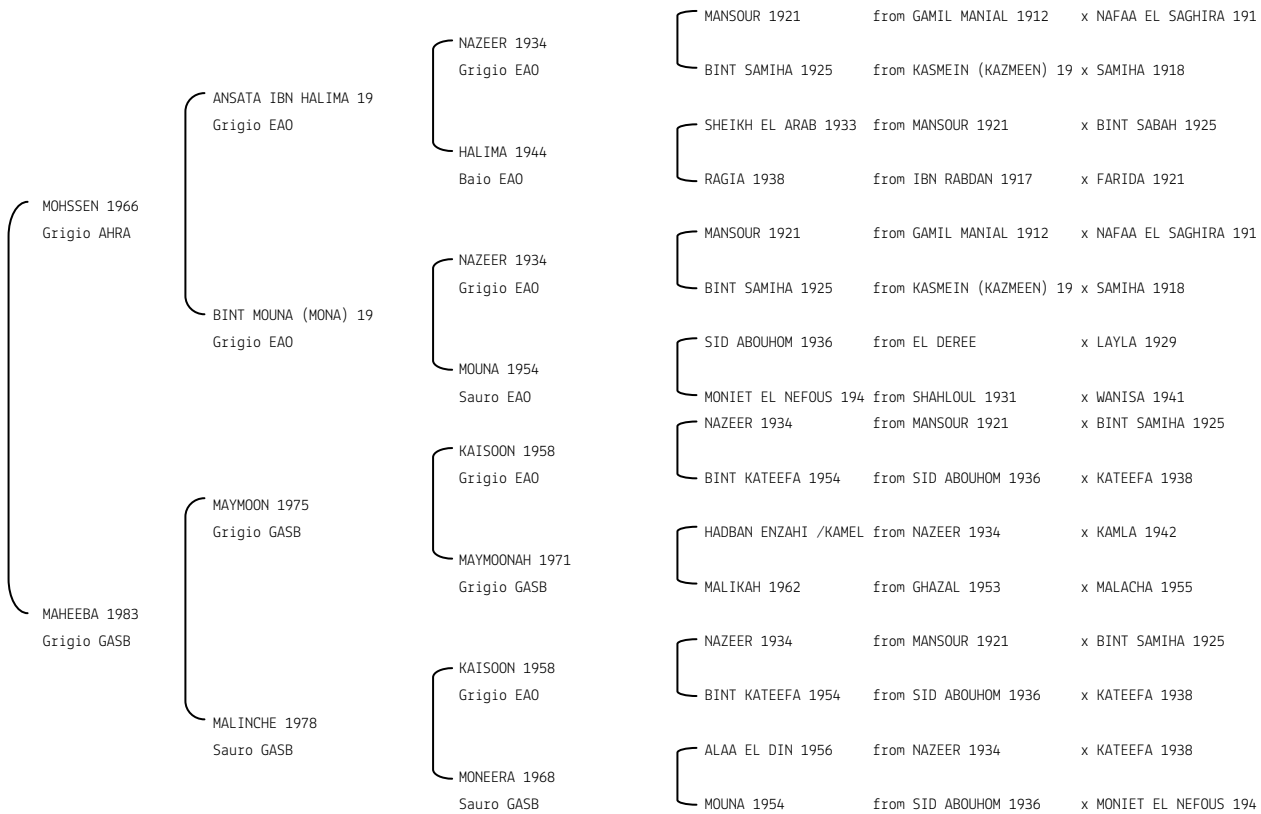 MANSOUR 1921 from GAMIL MANIAL 1912 x NAFAA EL SAGHIRA 191
NAZEER 1934
Grigio EAO
BINT SAMIHA 1925 from KASMEIN (KAZMEEN) 19 x SAMIHA 1918
ANSATA IBN HALIMA 19
Grigio EAO
SHEIKH EL ARAB 1933 from MANSOUR 1921 x BINT SABAH 1925
HALIMA 1944
Baio EAO
RAGIA 1938 from IBN RABDAN 1917 x FARIDA 1921
MOHSSEN 1966
Grigio AHRA
MANSOUR 1921 from GAMIL MANIAL 1912 x NAFAA EL SAGHIRA 191
NAZEER 1934
Grigio EAO
BINT SAMIHA 1925 from KASMEIN (KAZMEEN) 19 x SAMIHA 1918
BINT MOUNA (MONA) 19
Grigio EAO
SID ABOUHOM 1936 from EL DEREE x LAYLA 1929
MOUNA 1954
Sauro EAO
MONIET EL NEFOUS 194 from SHAHLOUL 1931 x WANISA 1941
NAZEER 1934 from MANSOUR 1921 x BINT SAMIHA 1925
KAISOON 1958
Grigio EAO
BINT KATEEFA 1954 from SID ABOUHOM 1936 x KATEEFA 1938
MAYMOON 1975
Grigio GASB
HADBAN ENZAHI /KAMEL from NAZEER 1934 x KAMLA 1942
MAYMOONAH 1971
Grigio GASB
MALIKAH 1962 from GHAZAL 1953 x MALACHA 1955
MAHEEBA 1983
Grigio GASB
NAZEER 1934 from MANSOUR 1921 x BINT SAMIHA 1925
KAISOON 1958
Grigio EAO
BINT KATEEFA 1954 from SID ABOUHOM 1936 x KATEEFA 1938
MALINCHE 1978
Sauro GASB
ALAA EL DIN 1956 from NAZEER 1934 x KATEEFA 1938
MONEERA 1968
Sauro GASB
MOUNA 1954 from SID ABOUHOM 1936 x MONIET EL NEFOUS 194